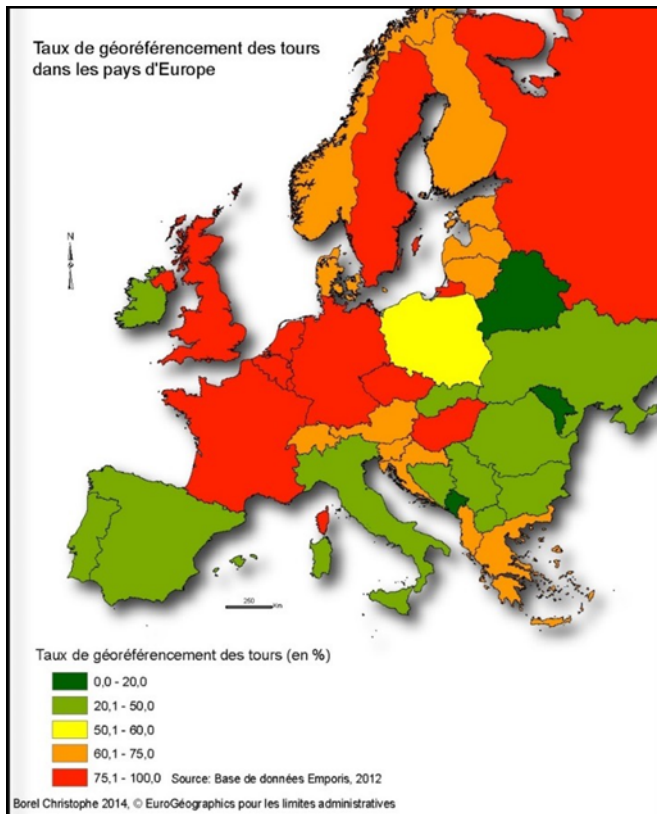 Taux de géoréférencement des tours
dans les pays d'Europe
N
250
Km
Taux de géoréférencement des tours (en %)
0,0 - 20,0
20,1 - 50,0
50,1 - 60,0
60,1 - 75,0
75,1 - 100,0 Source: Base de données Emporis, 2012
Borel Christophe 2014, © EuroGéographics pour les limites administratives